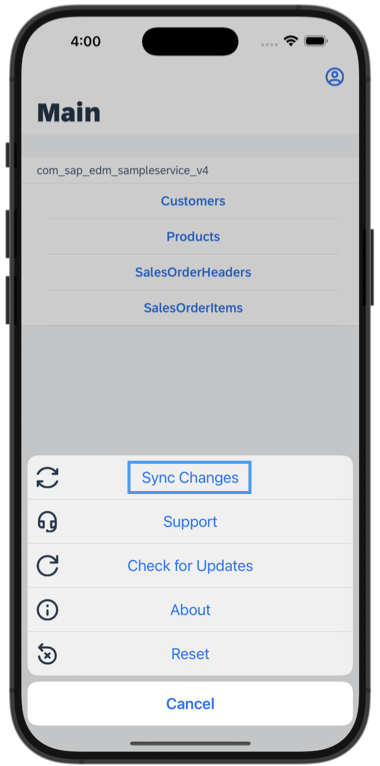 4:00
Main
com_sap_edm_sampleservice_v4
Customers
Products
SalesOrderHeaders
SalesOrderItems
Sync Changes
Support
Check for Updates
About
Reset
Cancel